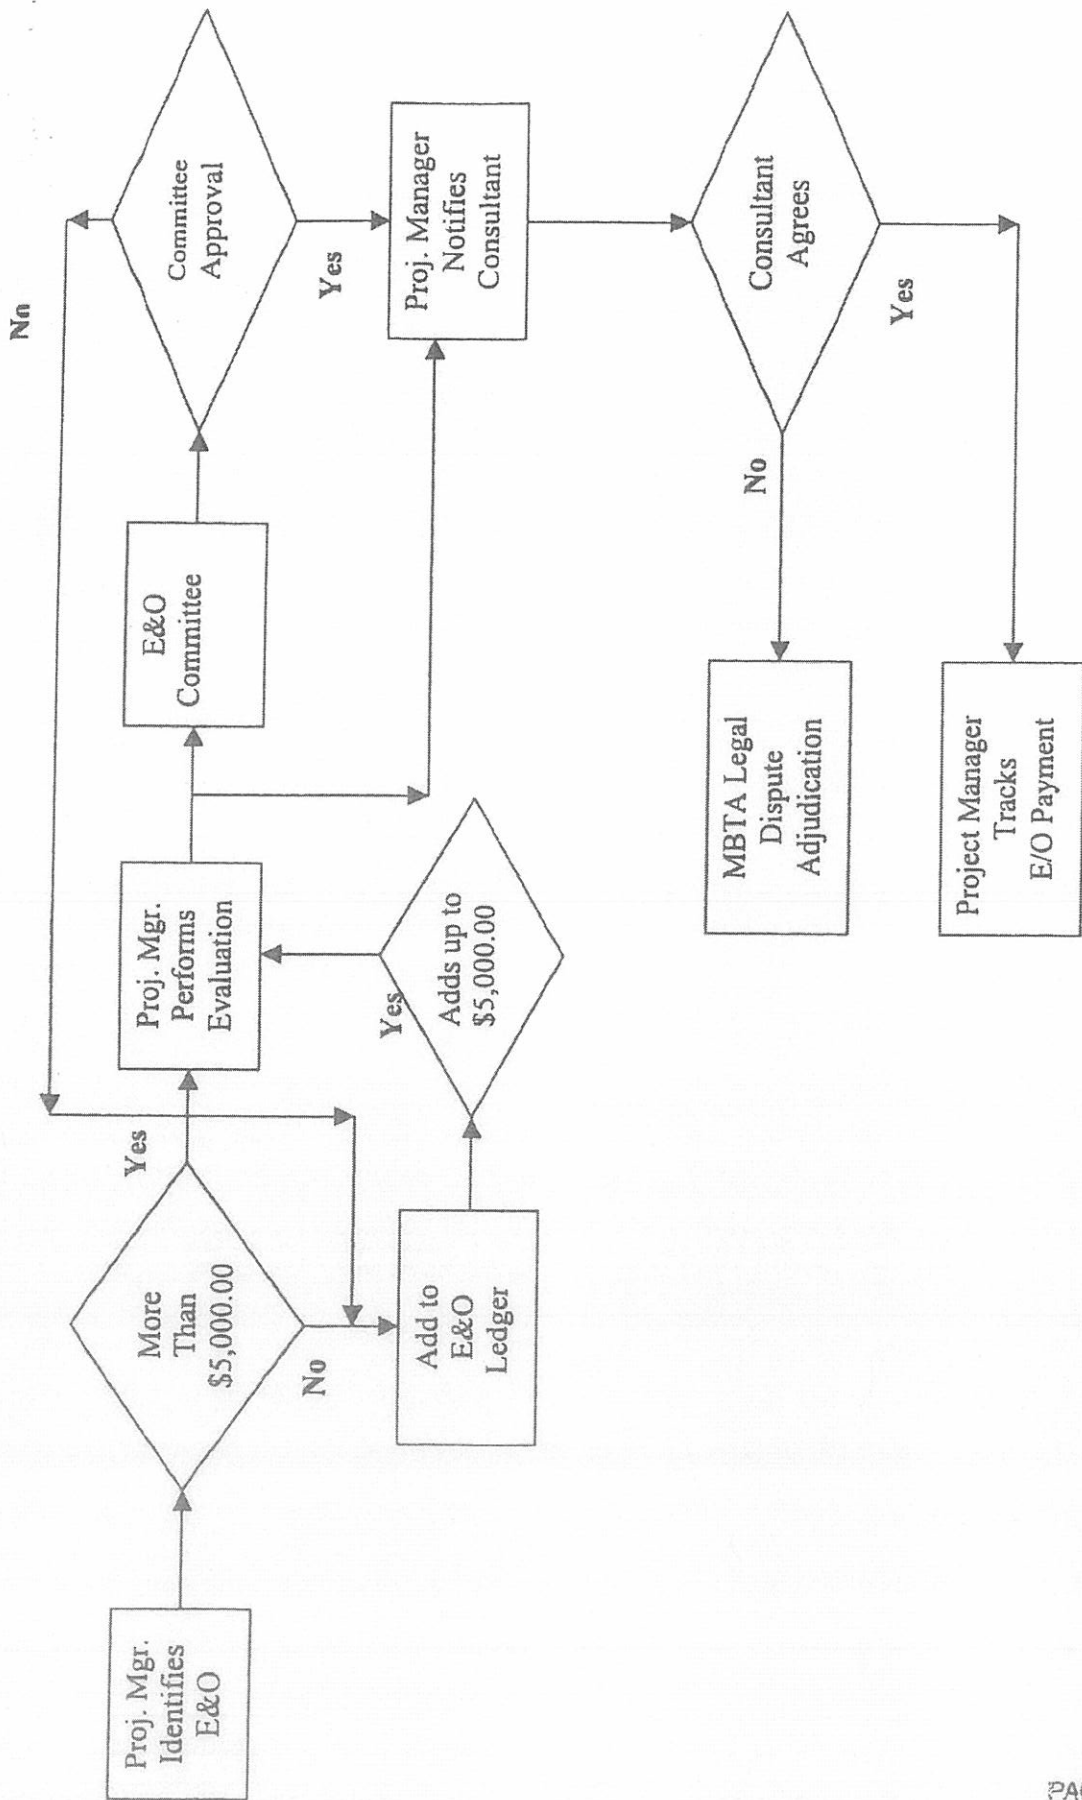 Proj. Mgr.
Identifies
E&O
More
Than
$5,000.00
Yes
No
Add to
E&O
Ledger
Proj. Mgr.
Performs
Evaluation
Adds up to
$5,000.00
Yes
E&O
Committee
Committee
Approval
No
Yes
Proj. Manager
Notifies
Consultant
Consultant
Agrees
No
Yes
MBTA Legal
Dispute
Adjudication
Project Manager
Tracks
E/O Payment